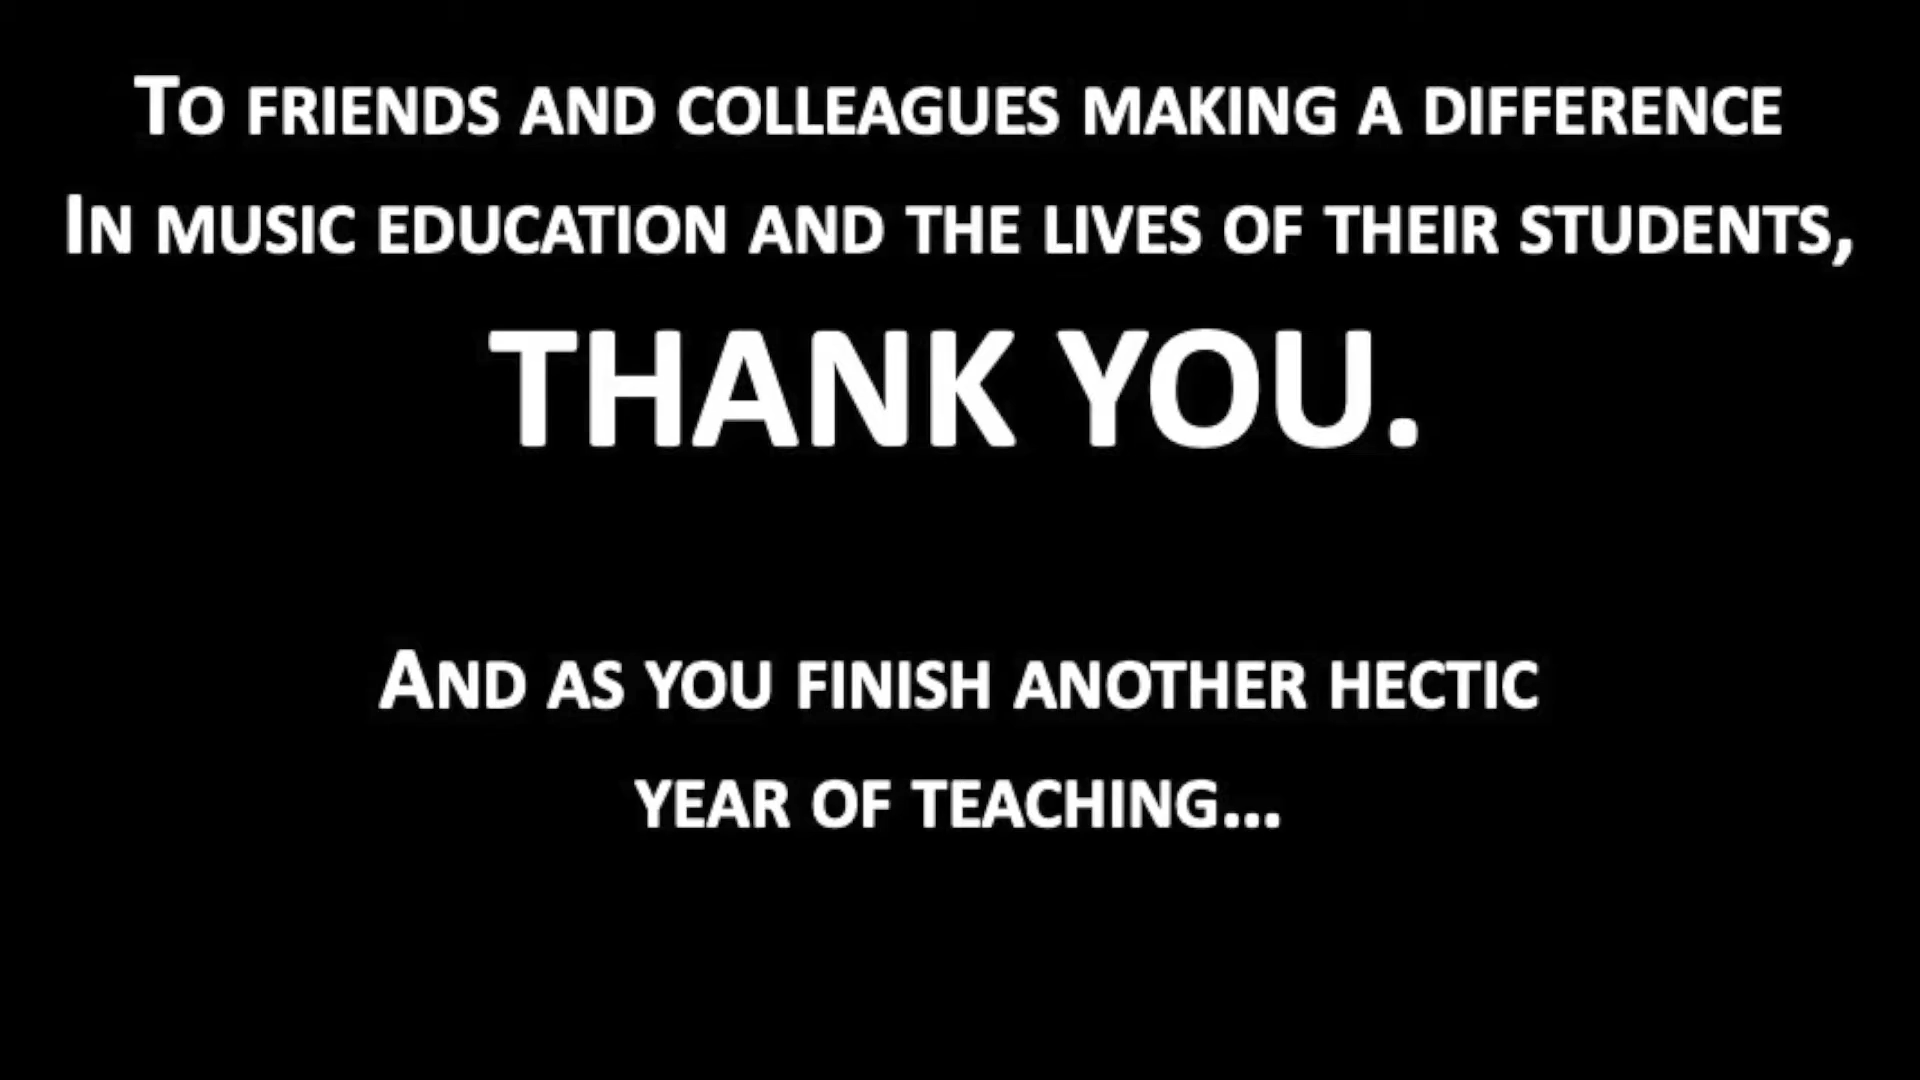 To friends and colleagues making a difference
In music education and the lives of their students,
THANK YOU.
And as you finish another hectic
year of teaching...